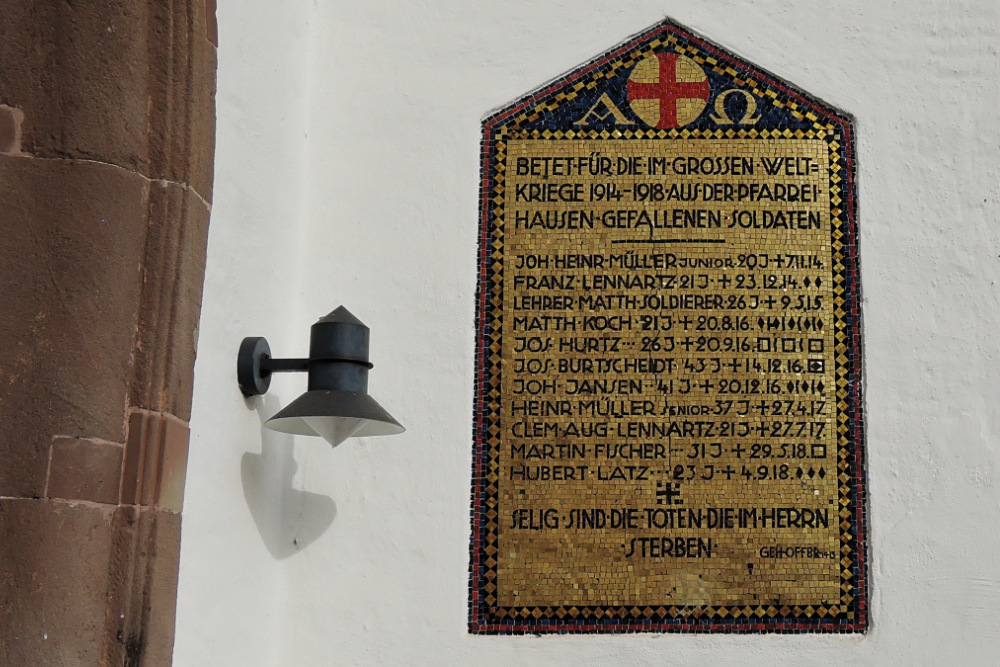 A Ω
BETET·FÜR·DIE·IM·GROSSEN·WELT=
KRIEGE 1914-1918·AUS·DER·PFARREI
HAUSEN·GEFALLENEN·SOLDATEN
JOH·HEINR·MÜLLER JUNIOR·20J·+7.11.14.
FRANZ·LENNARTZ·21J·+23.12.14.
LEHRER·MATTH·SOLDIERER·26J·+9.5.15.
MATTH·KOCH·21J·+20.8.16.
JOS·HURTZ···26J·+20.9.16.
JOS·BURTSCHEIDT·43J·+14.12.16.
JOH·JANSEN··41J·+20.12.16.
HEINR·MÜLLER SENIOR·37J·+27.4.17.
CLEM·AUG·LENNARTZ·21J·+27.7.17.
MARTIN·FISCHER···31J·+29.5.18.
HUBERT·LATZ···23J·+4.9.18.
SELIG·SIND·DIE·TOTEN·DIE·IM·HERRN
·STERBEN·
GEH·OFFB